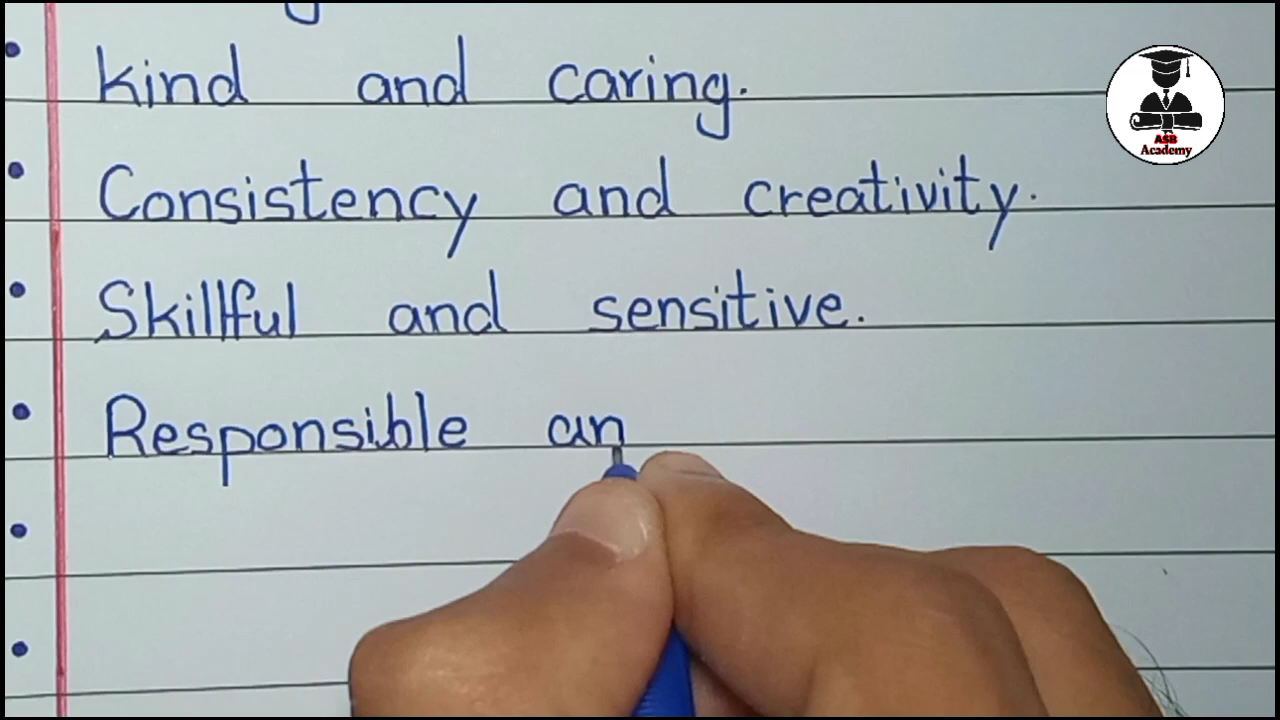 Kind and caring.
Consistency and creativity.
Skillful and sensitive.
Responsible an
ASB
Academy